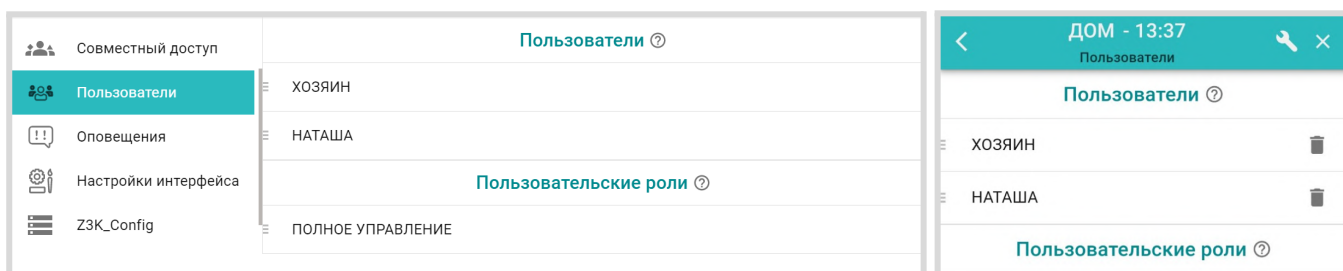 Совместный доступ
Пользователи
Оповещения
Настройки интерфейса
Z3K_Config
Пользователи
ХОЗЯИН
НАТАША
Пользовательские роли
ПОЛНОЕ УПРАВЛЕНИЕ
ДОМ - 13:37
Пользователи
Пользователи
ХОЗЯИН
НАТАША
Пользовательские роли